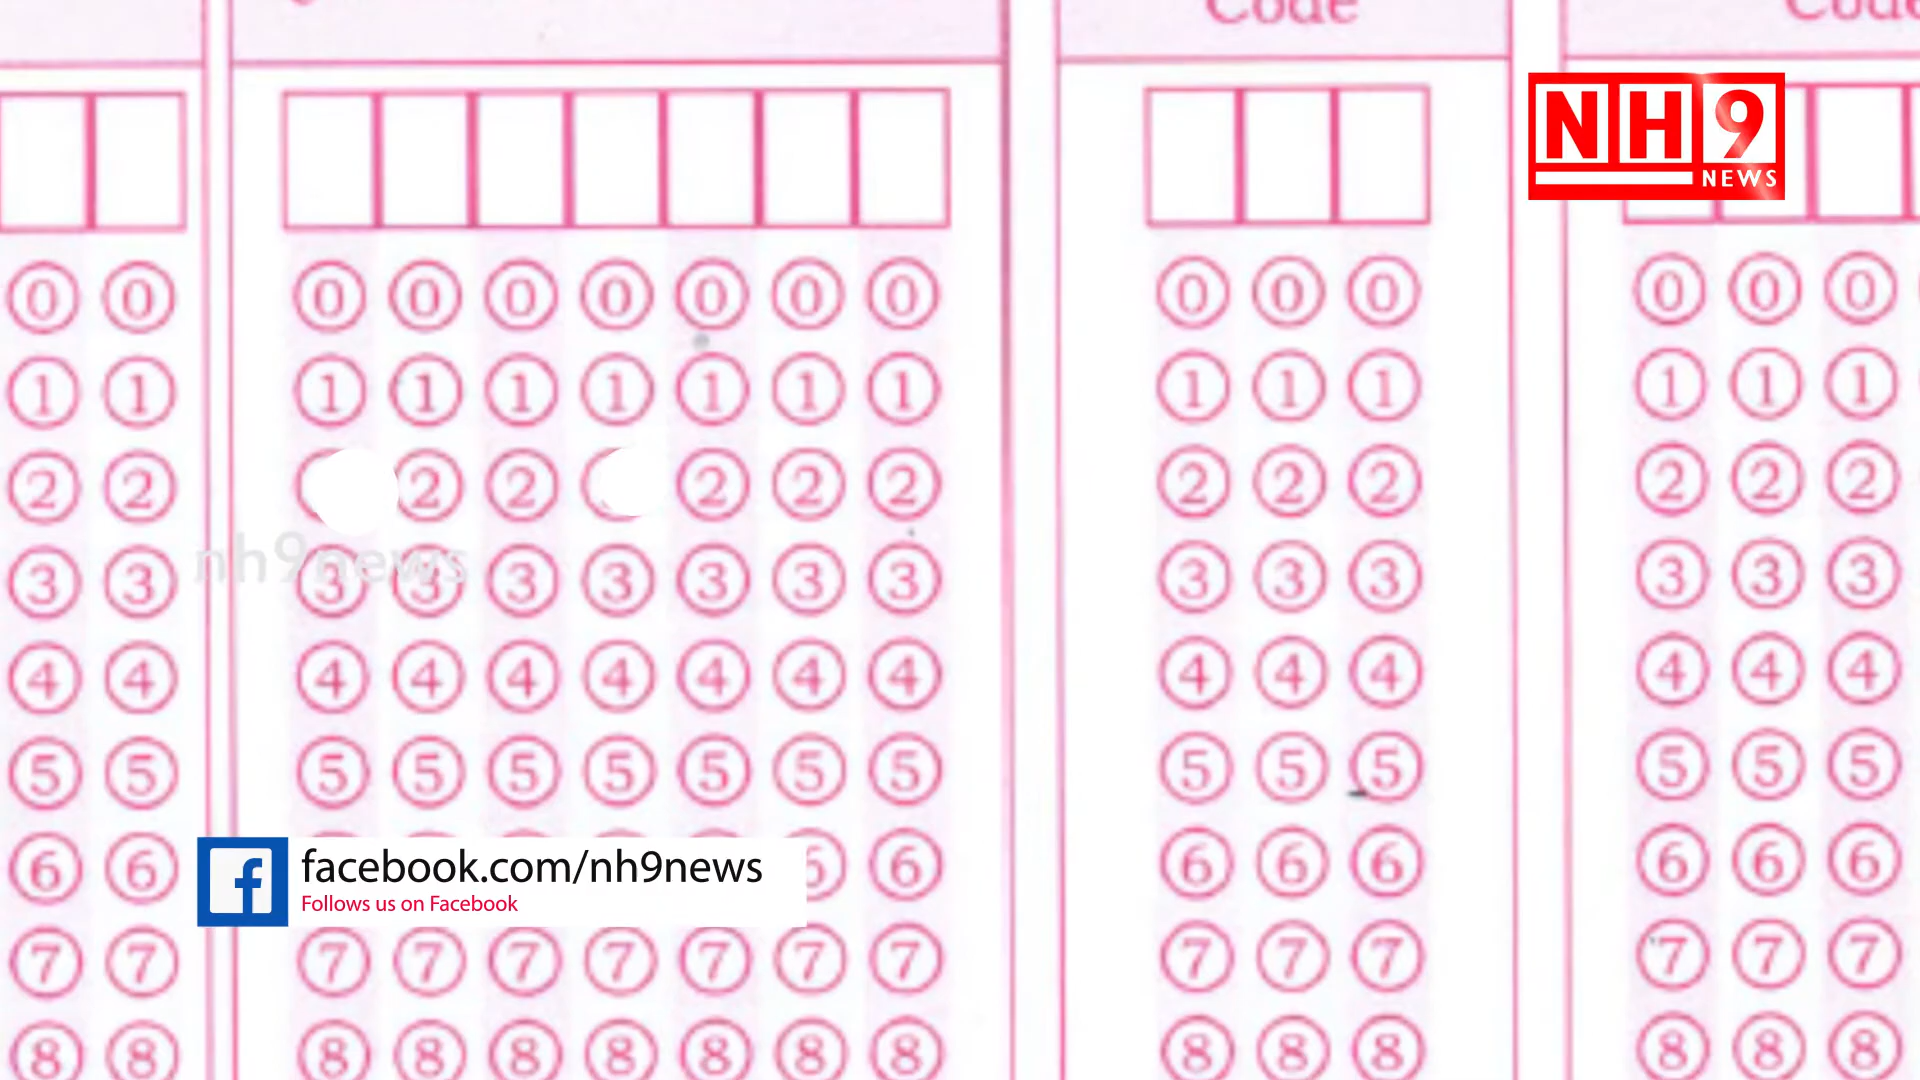 Code
Code
NH9
NEWS
0 0 0 0 0 0 0 0 0 0 0 0 0 0 0
1 1 1 1 1 1 1 1 1 1 1 1 1 1 1
2 2 2 2 2 2 2 2 2 2 2 2 2
nh9news
3 3 3 3 3 3 3 3 3 3 3 3 3 3 3
4 4 4 4 4 4 4 4 4 4 4 4 4 4 4
5 5 5 5 5 5 5 5 5 5 5 5 5 5 5
6 6 6 6 6 6 6 6 6 6 6
facebook.com/nh9news
Follows us on Facebook
7 7 7 7 7 7 7 7 7 7 7 7 7 7 7
8 8 8 8 8 8 8 8 8 8 8 8 8 8 8